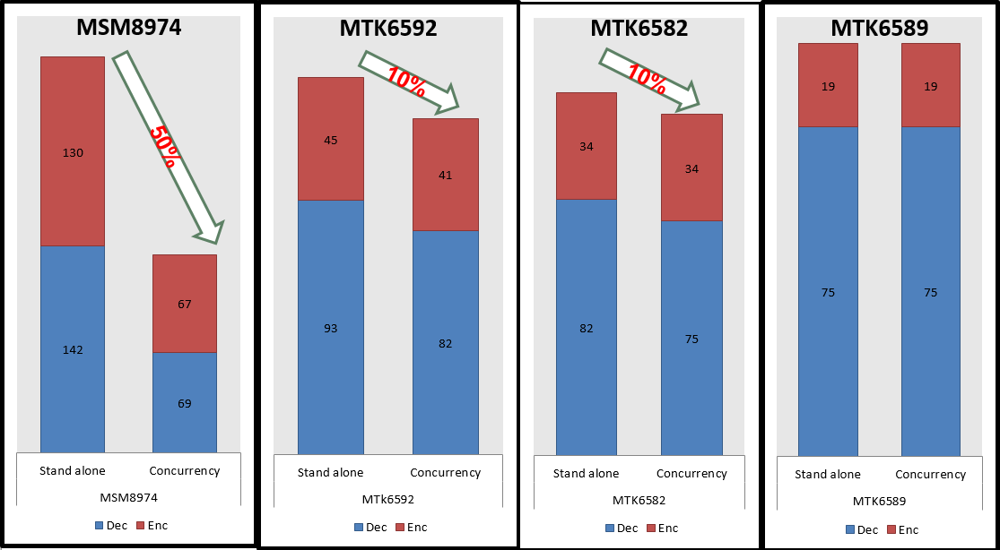 MSM8974
50%
130
142
67
69
Stand alone Concurrency
MSM8974
Dec Enc
MTK6592
10%
45
93
41
82
Stand alone Concurrency
MTk6592
Dec Enc
MTK6582
10%
34
82
34
75
Stand alone Concurrency
MTK6582
Dec Enc
MTK6589
19
75
19
75
Stand alone Concurrency
MTK6589
Dec Enc